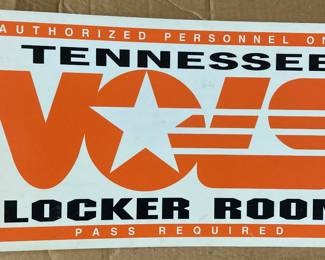 AUTHORIZED PERSONNEL ON
TENNESSEE
VOLS
LOCKER ROOM
PASS REQUIRED